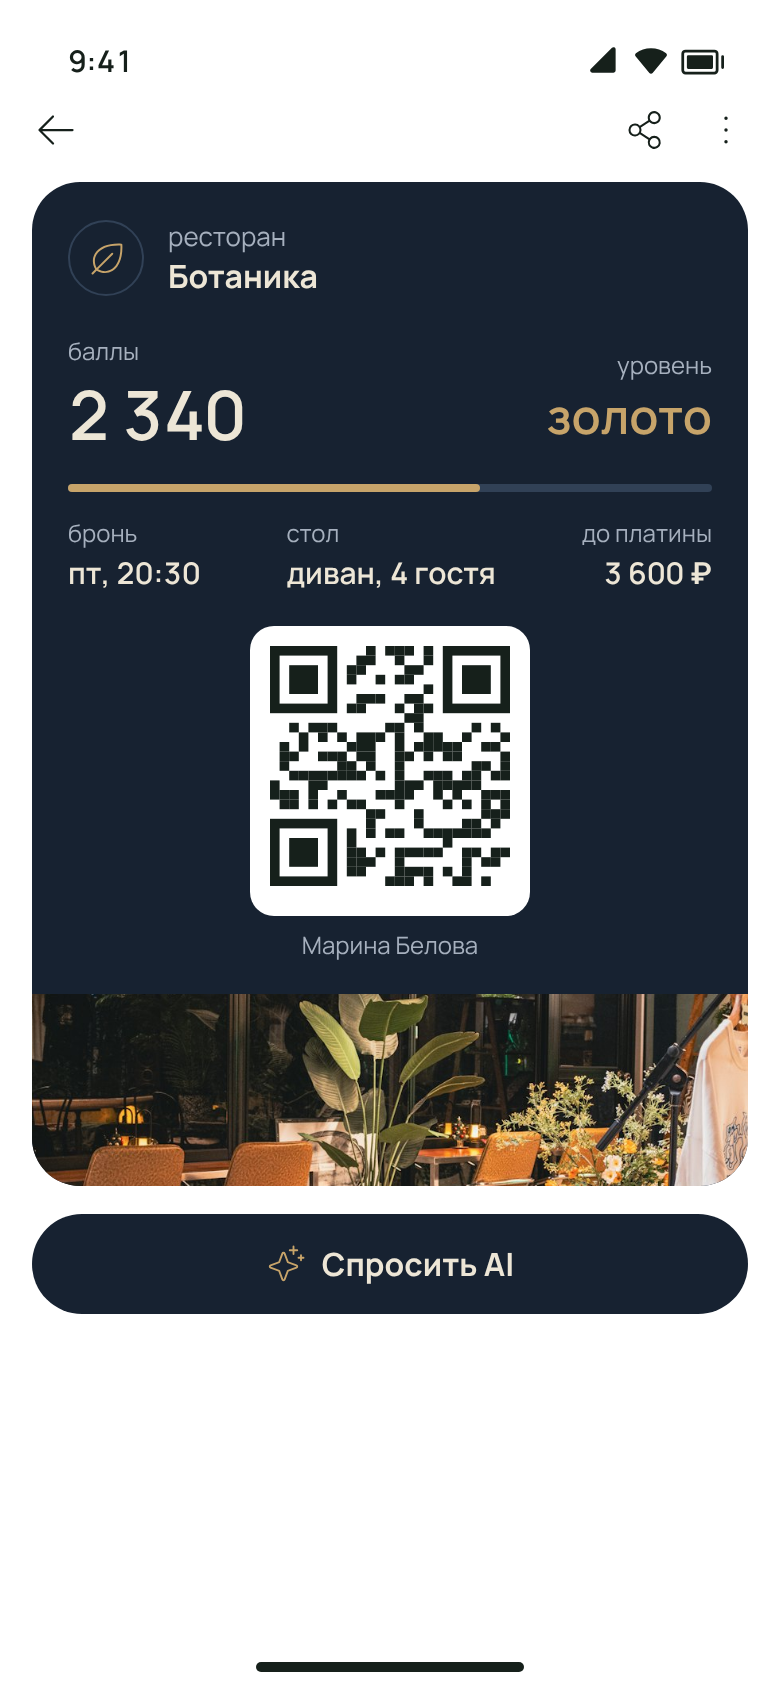 9:41
ресторан
Ботаника
баллы
2 340
уровень
золото
бронь
пт, 20:30
стол
диван, 4 гостя
до платины
3 600 ₽
Марина Белова
Спросить AI